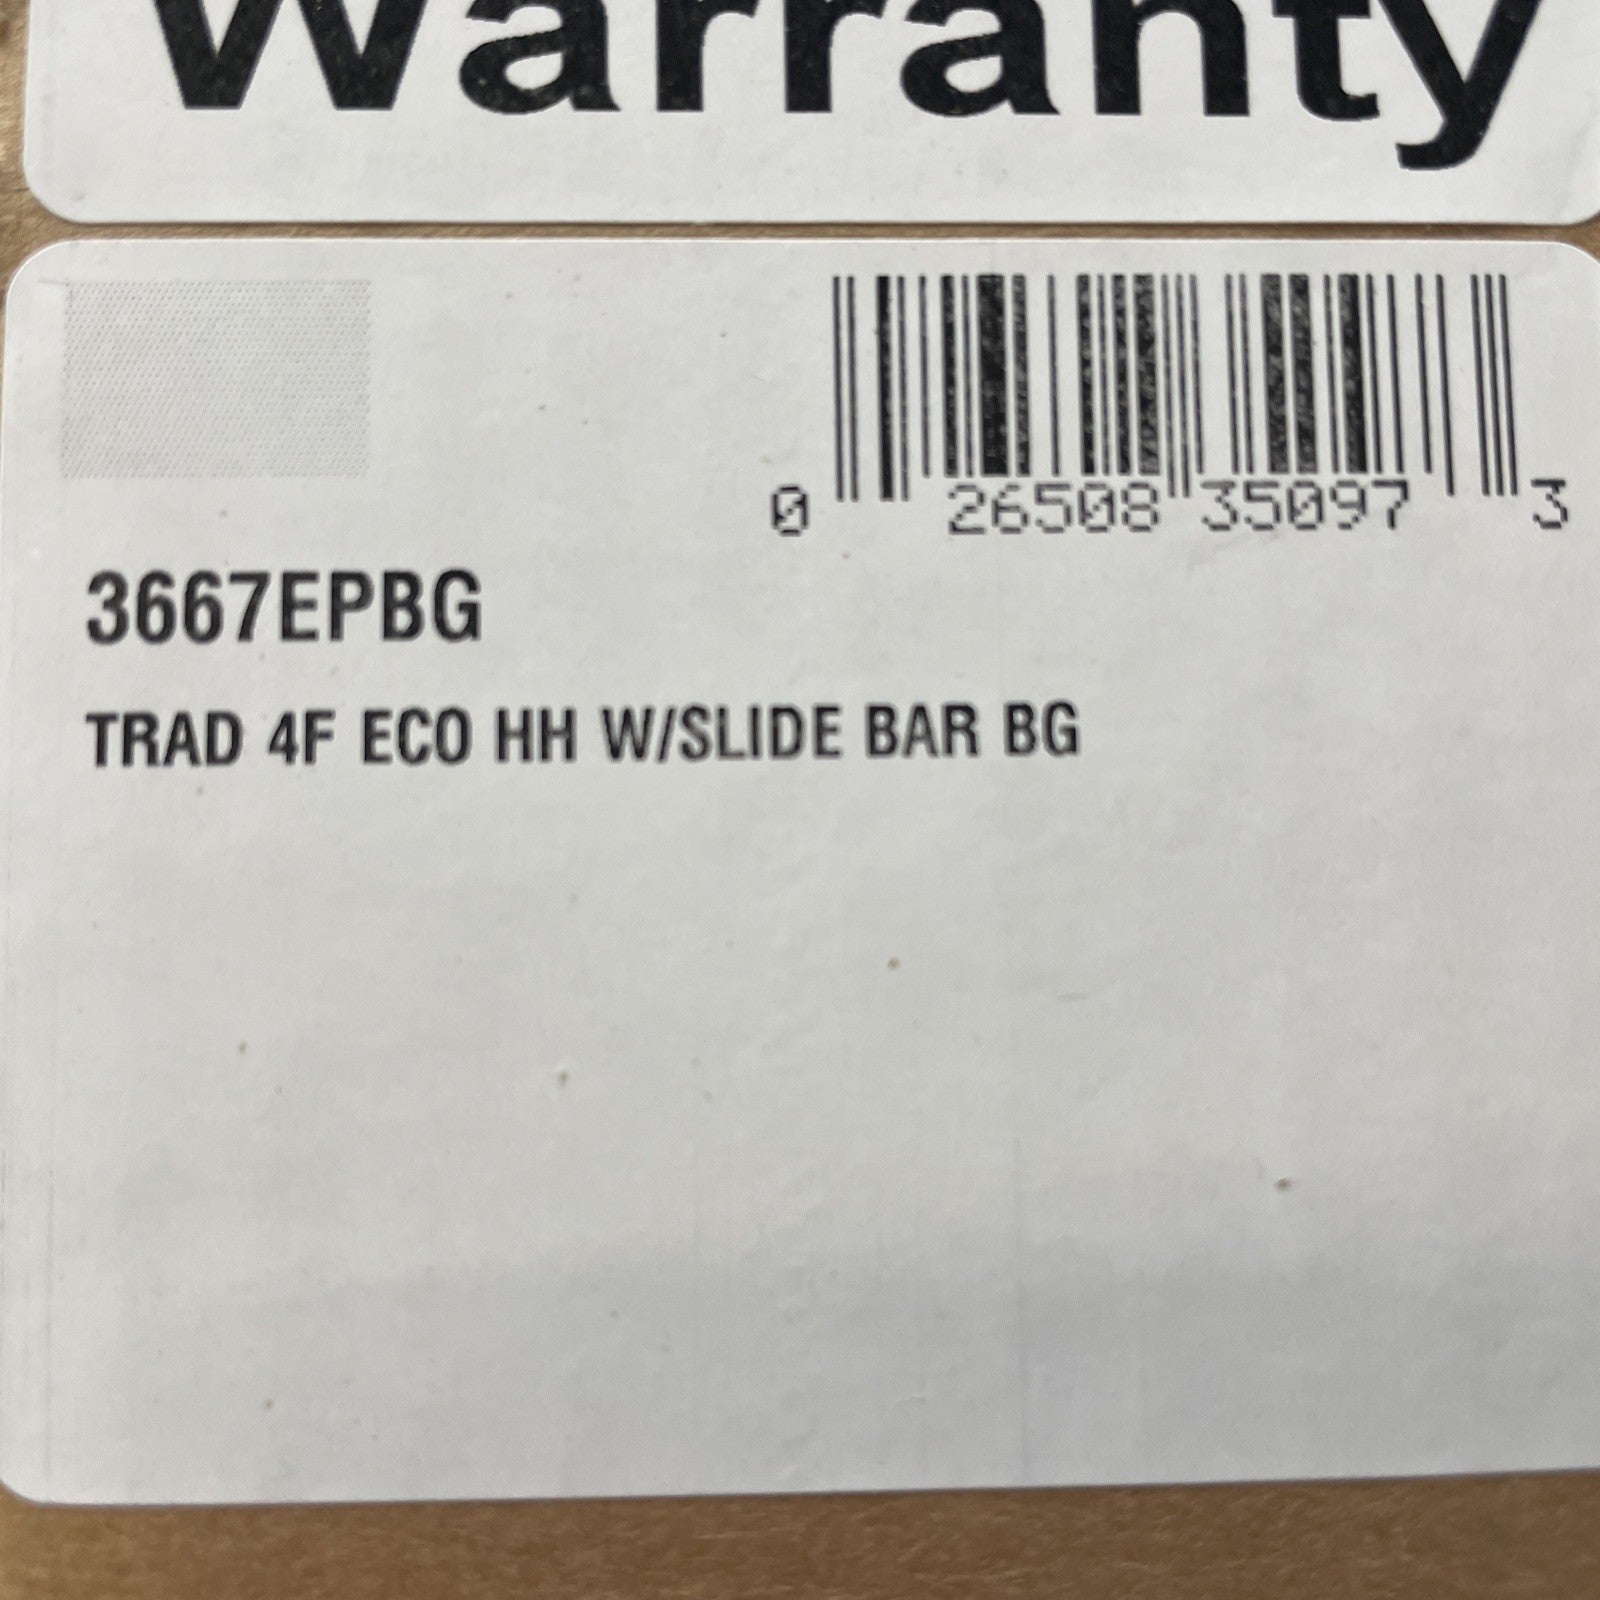 Warranty
0 26508 35097 3
3667EPBG
TRAD 4F ECO HH W/SLIDE BAR BG